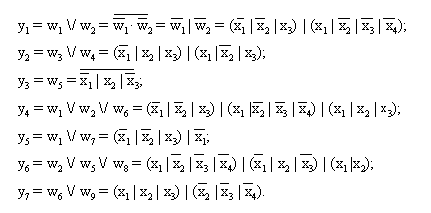 y₁ = w₁ \/ w₂ = w̿₁· w̿₂ = w̅₁ | w̅₂ = (x̅₁ | x̅₂ | x₃) | (x₁ | x̅₂ | x̅₃ | x̅₄);
y₂ = w₃ \/ w₄ = (x̅₁ | x₂ | x₃) | (x₁ | x̅₂ | x₃);
y₃ = w₅ = x̿₁ | x̅₂ | x̿₃;
y₄ = w₁ \/ w₂ \/ w₆ = (x̅₁ | x̅₂ | x₃) | (x₁ | x̅₂ | x̅₃ | x̅₄) | (x₁ | x₂ | x₃);
y₅ = w₁ \/ w₇ = (x̅₁ | x̅₂ | x₃) | x̅₁;
y₆ = w₂ \/ w₅ \/ w₈ = (x₁ | x̅₂ | x̅₃ | x̅₄) | (x̅₁ | x₂ | x̅₃) | (x₁|x₂);
y₇ = w₆ \/ w₉ = (x₁ | x₂ | x₃) | (x̅₂ | x̅₃ | x̅₄).